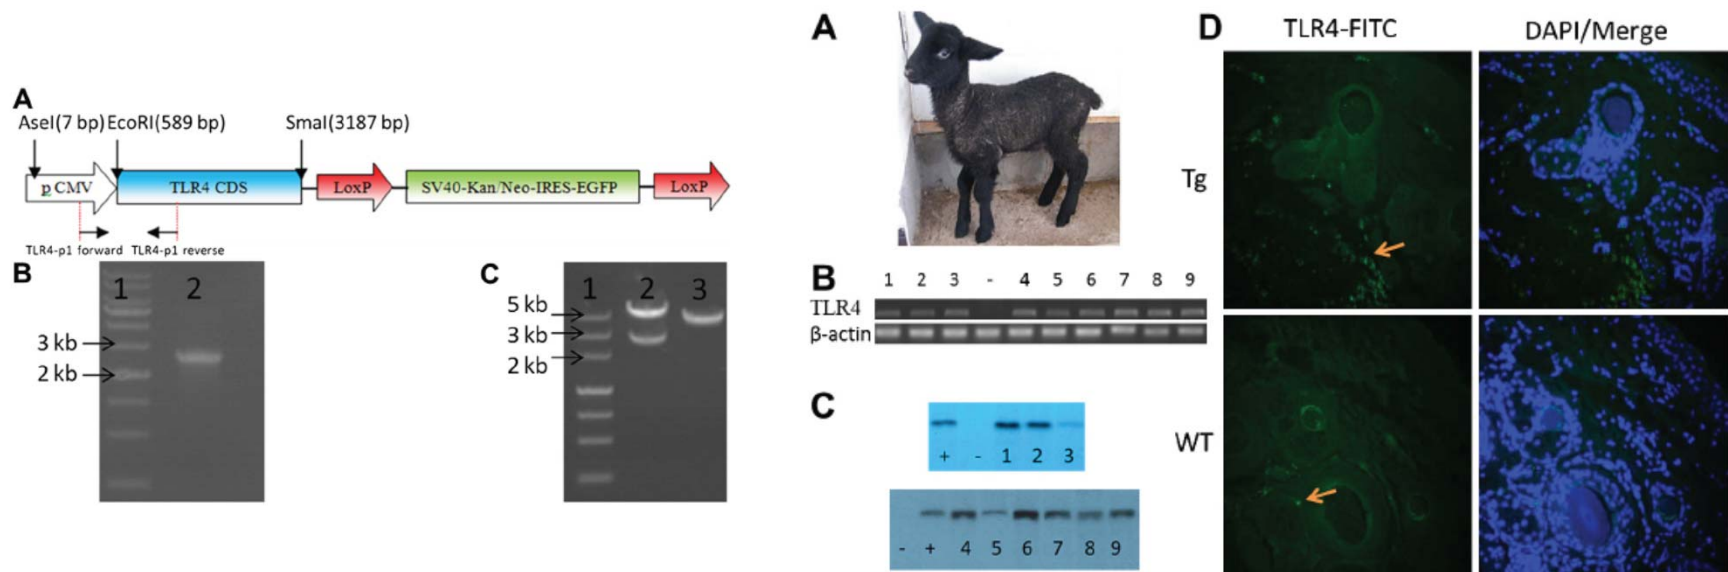 A
AseI(7 bp) EcoRI(589 bp) SmaI(3187 bp)
p CMV TLR4 CDS LoxP SV40-Kan/Neo-IRES-EGFP LoxP
TLR4-p1 forward TLR4-p1 reverse
B
1 2
3 kb
2 kb
C
1 2 3
5 kb
3 kb
2 kb
A
B
1 2 3 - 4 5 6 7 8 9
TLR4
β-actin
C
+ - 1 2 3
- + 4 5 6 7 8 9
D
TLR4-FITC DAPI/Merge
Tg
WT